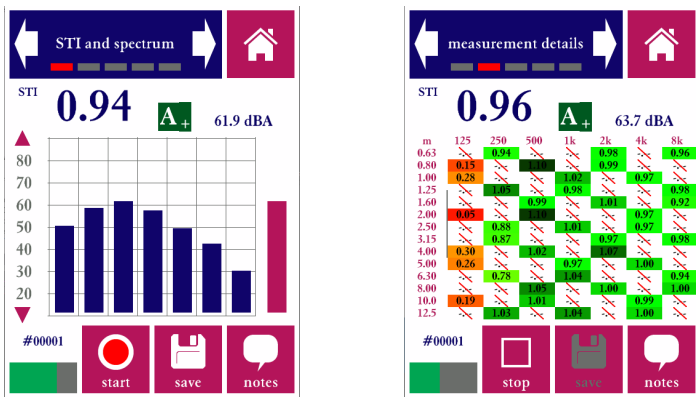 STI and spectrum
STI
0.94
A+
61.9 dBA
80
70
60
50
40
30
20
#00001
start
save
notes
measurement details
STI
0.96
A+
63.7 dBA
m 125 250 500 1k 2k 4k 8k
0.63 -.- 0.94 -.- -.- 0.98 -.- 0.96
0.80 0.15 -.- 1.10 -.- 0.99 -.- -.-
1.00 0.28 -.- -.- 1.02 -.- 0.97 -.-
1.25 -.- 1.05 -.- 0.98 -.- -.- 0.98
1.60 -.- -.- 0.99 -.- 1.01 -.- 0.92
2.00 0.05 -.- 1.10 -.- -.- 0.97 -.-
2.50 -.- 0.88 -.- 1.01 -.- 0.97 -.-
3.15 -.- 0.87 -.- -.- 0.97 -.- 0.98
4.00 0.30 -.- 1.02 -.- 1.07 -.- -.-
5.00 0.26 -.- -.- 0.97 -.- 1.00 -.-
6.30 -.- 0.78 -.- 1.04 -.- -.- 0.94
8.00 -.- -.- 1.05 -.- 1.00 -.- 1.00
10.0 0.19 -.- 1.01 -.- -.- 0.99 -.-
12.5 -.- 1.03 -.- 1.04 -.- 1.00 -.-
#00001
stop
save
notes